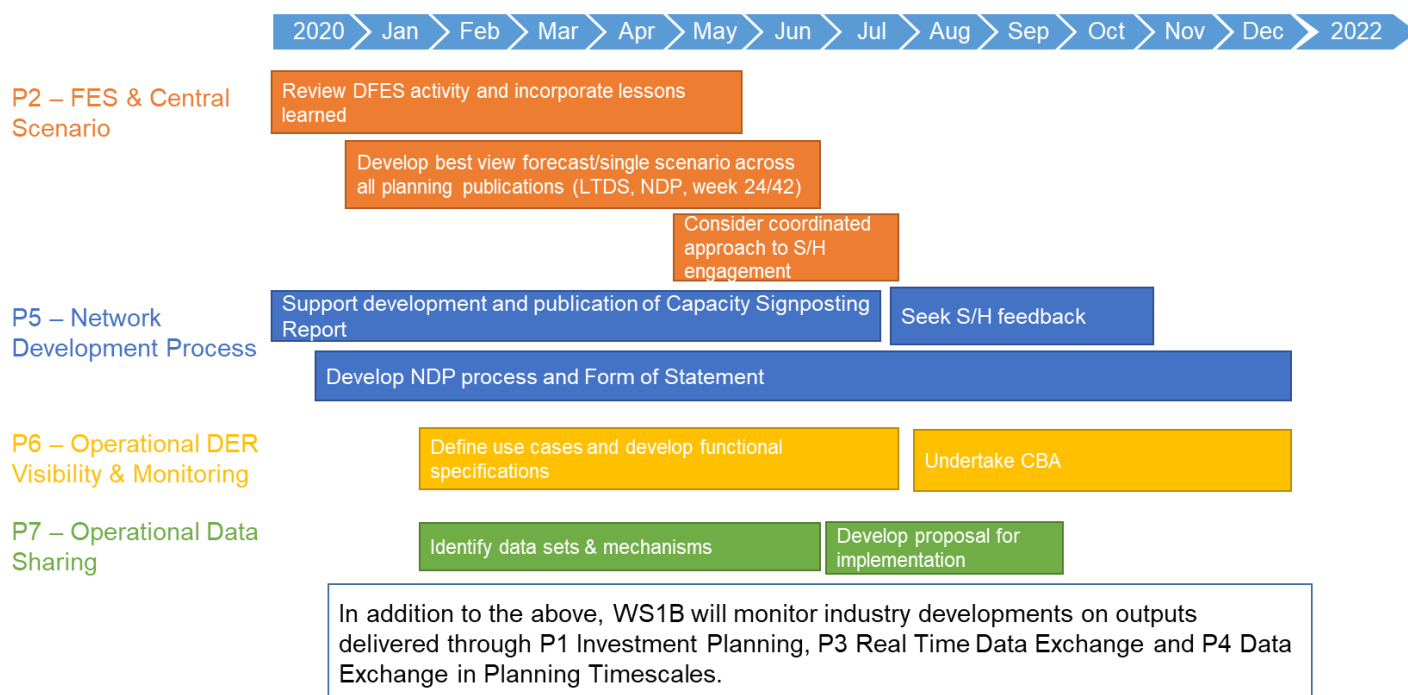 2020 Jan Feb Mar Apr May Jun Jul Aug Sep Oct Nov Dec 2022
P2 – FES & Central
Scenario
Review DFES activity and incorporate lessons
learned
Develop best view forecast/single scenario across
all planning publications (LTDS, NDP, week 24/42)
Consider coordinated
approach to S/H
engagement
P5 – Network
Development Process
Support development and publication of Capacity Signposting
Report
Seek S/H feedback
Develop NDP process and Form of Statement
P6 – Operational DER
Visibility & Monitoring
Define use cases and develop functional
specifications
Undertake CBA
P7 – Operational Data
Sharing
Identify data sets & mechanisms
Develop proposal for
implementation
In addition to the above, WS1B will monitor industry developments on outputs
delivered through P1 Investment Planning, P3 Real Time Data Exchange and P4 Data
Exchange in Planning Timescales.